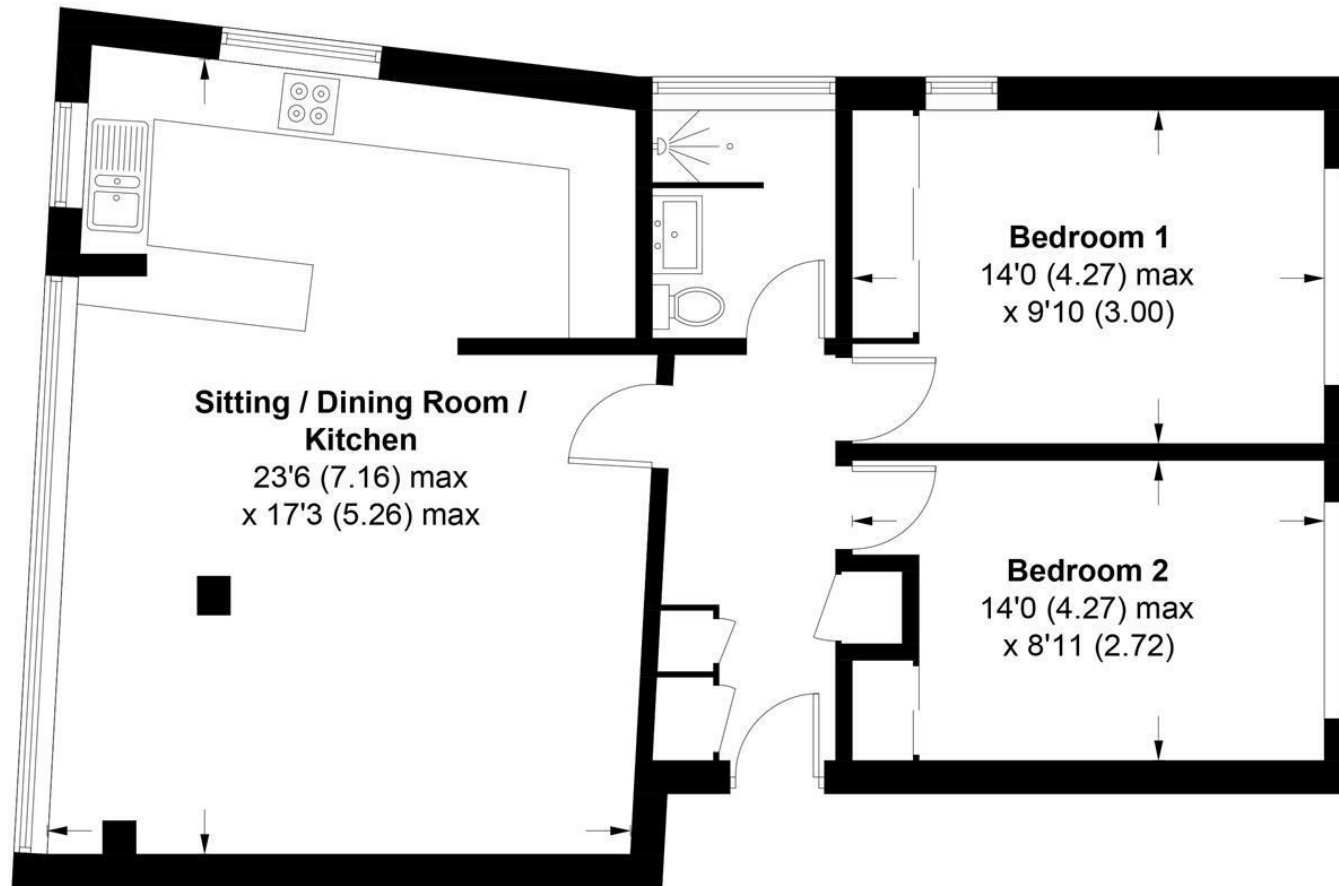 Sitting / Dining Room /
Kitchen
23'6 (7.16) max
x 17'3 (5.26) max
Bedroom 1
14'0 (4.27) max
x 9'10 (3.00)
Bedroom 2
14'0 (4.27) max
x 8'11 (2.72)